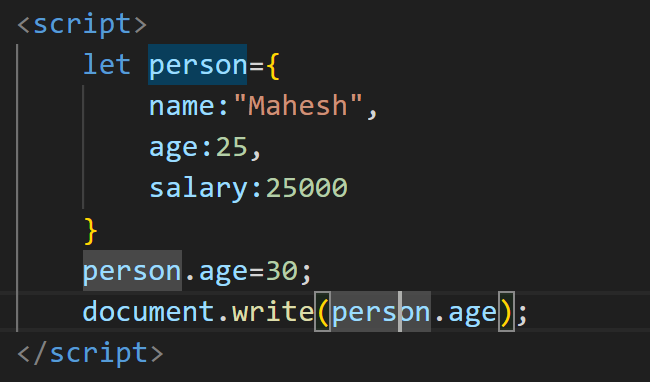 <script>
let person={
name:"Mahesh",
age:25,
salary:25000
}
person.age=30;
document.write(person.age);
</script>